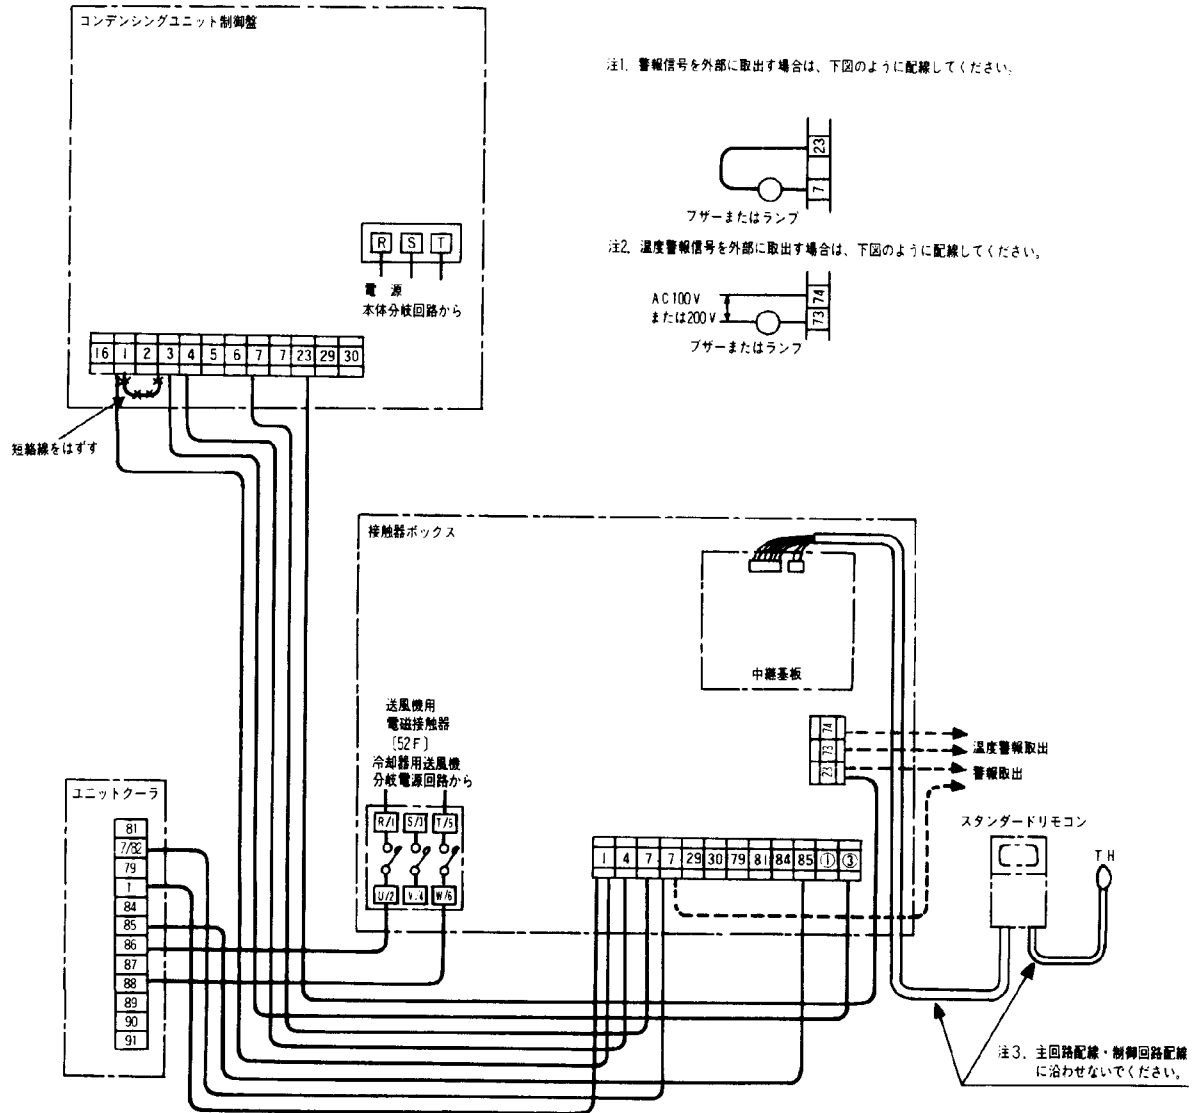 コンデンシングユニット制御盤
R S T
電 源
本体分岐回路から
16 1 2 3 4 5 6 7 7 23 29 30
短絡線をはずす
注1. 警報信号を外部に取出す場合は、下図のように配線してください。
23
7
ブザーまたはランプ
注2. 温度警報信号を外部に取出す場合は、下図のように配線してください。
AC100V
または200V
74
73
ブザーまたはランプ
接触器ボックス
中継基板
送風機用
電磁接触器
〔52F〕
冷却器用送風機
分岐電源回路から
R/1 S/3 T/5
U/2 V/4 W/6
74
73
23
温度警報取出
警報取出
1 4 7 7 29 30 79 81 84 85 ① ③
ユニットクーラ
81
7/82
79
1
84
85
86
87
88
89
90
91
スタンダードリモコン
TH
注3. 主回路配線・制御回路配線
に沿わせないでください。